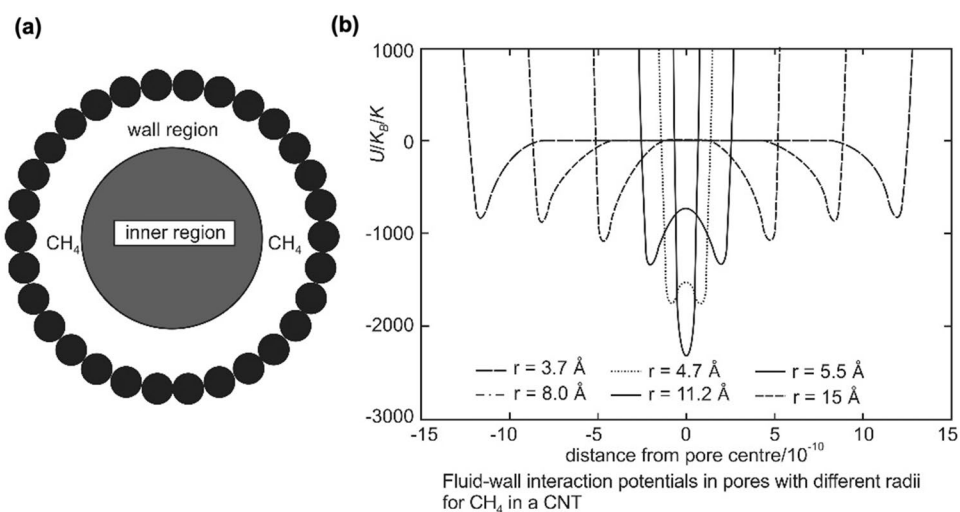 (a)
wall region
CH₄
inner region
CH₄
(b)
U/K_B/K
1000
0
-1000
-2000
-3000
r = 3.7 Å
r = 4.7 Å
r = 5.5 Å
r = 8.0 Å
r = 11.2 Å
r = 15 Å
-15
-10
-5
0
5
10
15
distance from pore centre/10⁻¹⁰
Fluid-wall interaction potentials in pores with different radii
for CH₄ in a CNT